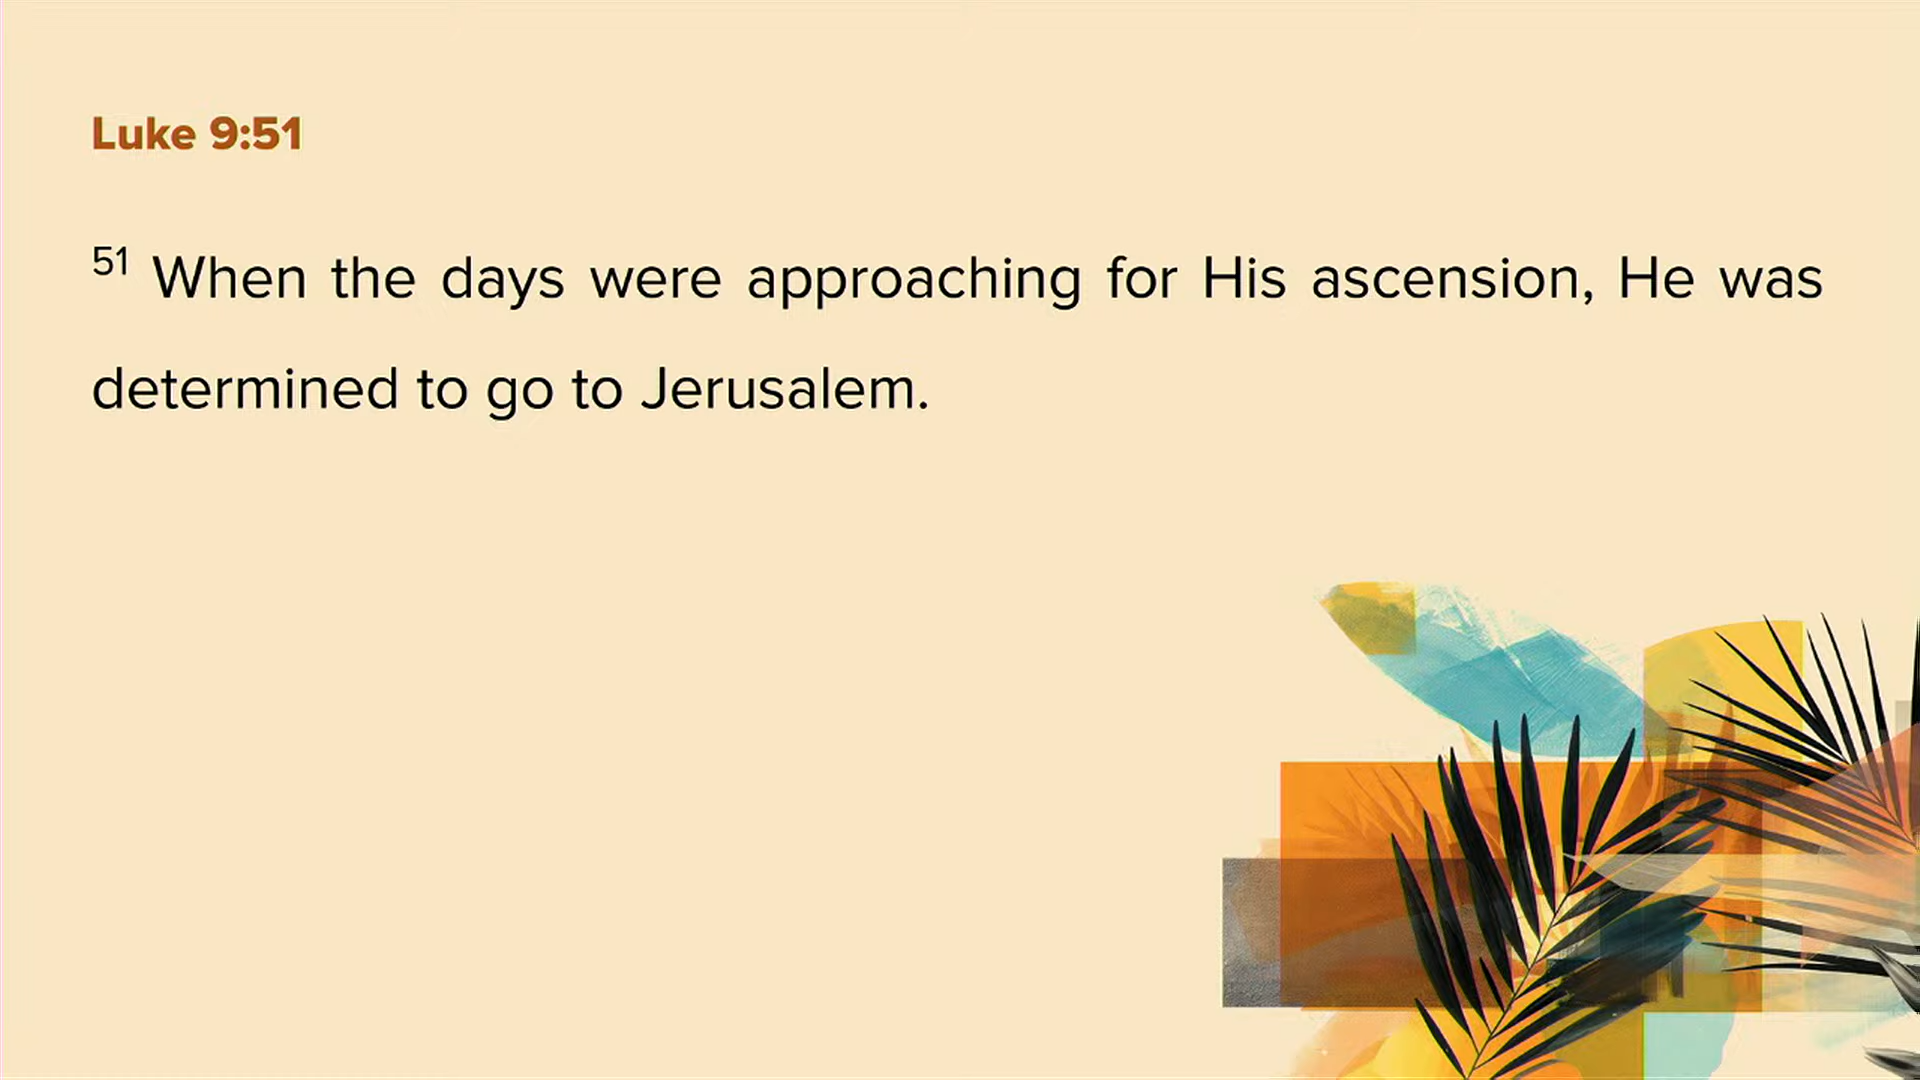 Luke 9:51
51 When the days were approaching for His ascension, He was
determined to go to Jerusalem.